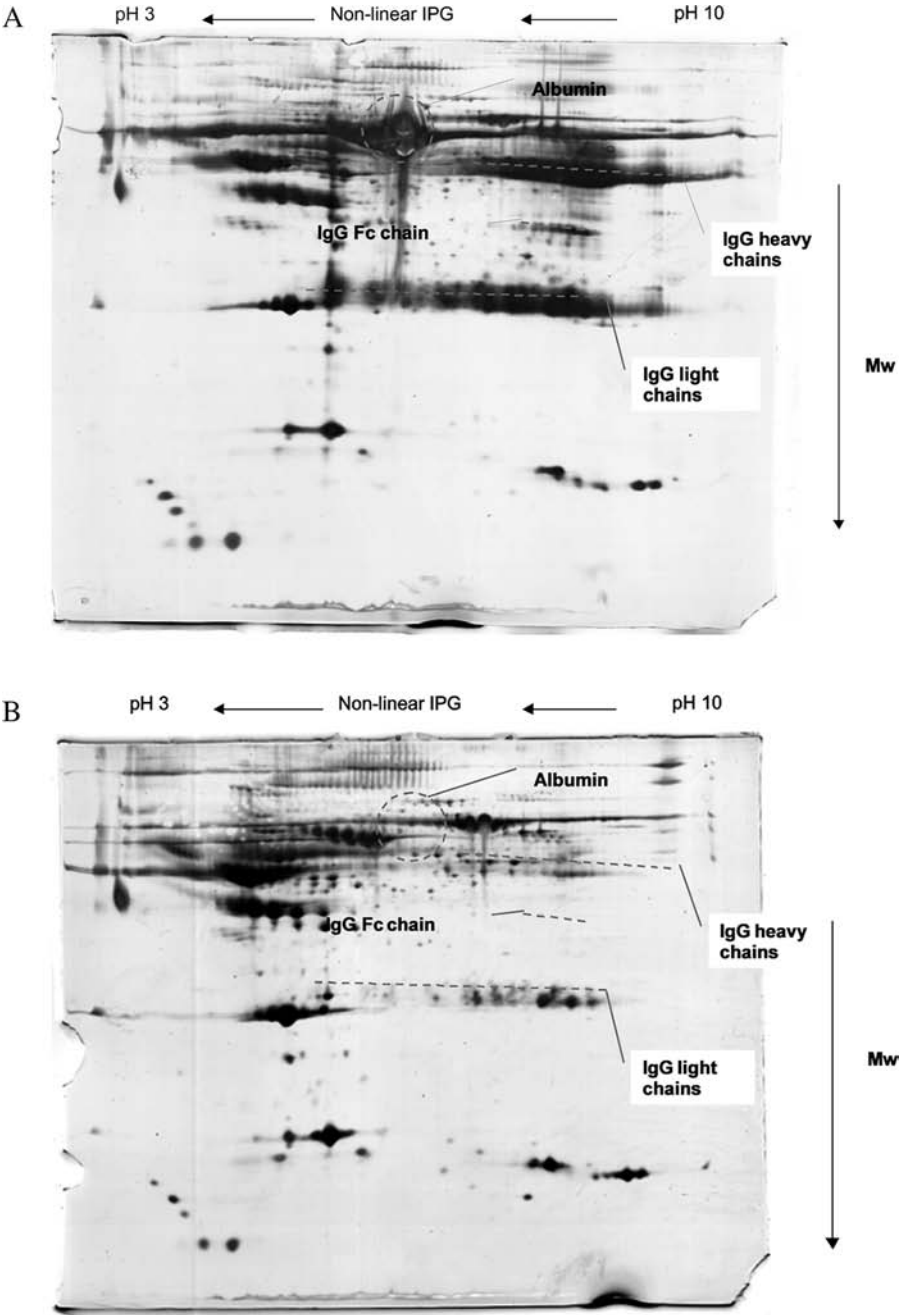 A
pH 3
Non-linear IPG
pH 10
Albumin
IgG Fc chain
IgG heavy
chains
IgG light
chains
Mw
B
pH 3
Non-linear IPG
pH 10
Albumin
IgG Fc chain
IgG heavy
chains
IgG light
chains
Mw